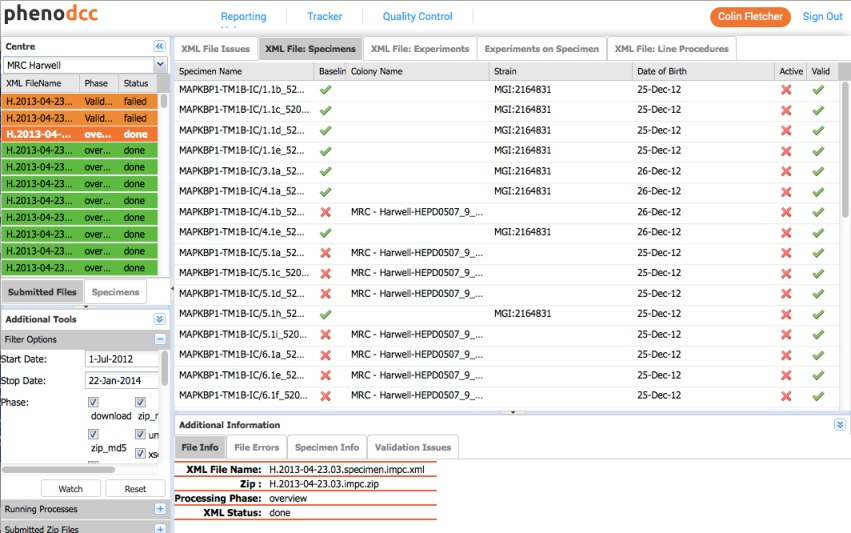 phenodcc
Reporting Tracker Quality Control Colin Fletcher Sign Out
Centre
MRC Harwell
XML FileName Phase Status
H.2013-04-23... Valid... failed
H.2013-04-23... Valid... failed
H.2013-04-... ove... done
H.2013-04-23... over... done
H.2013-04-23... over... done
H.2013-04-23... over... done
H.2013-04-23... over... done
H.2013-04-23... over... done
H.2013-04-23... over... done
H.2013-04-23... over... done
H.2013-04-23... over... done
Submitted Files Specimens
Additional Tools
Filter Options
Start Date: 1-Jul-2012
Stop Date: 22-Jan-2014
Phase:
download zip_r
zip_md5 un
xs
Watch Reset
Running Processes
Submitted Zip Files
XML File Issues XML File: Specimens XML File: Experiments Experiments on Specimen XML File: Line Procedures
Specimen Name Baselin Colony Name Strain Date of Birth Active Valid
MAPKBP1-TM1B-IC/1.1b_52... MGI:2164831 25-Dec-12
MAPKBP1-TM1B-IC/1.1c_520... MGI:2164831 25-Dec-12
MAPKBP1-TM1B-IC/1.1d_52... MGI:2164831 25-Dec-12
MAPKBP1-TM1B-IC/1.1e_52... MGI:2164831 25-Dec-12
MAPKBP1-TM1B-IC/3.1a_52... MGI:2164831 26-Dec-12
MAPKBP1-TM1B-IC/4.1a_52... MGI:2164831 26-Dec-12
MAPKBP1-TM1B-IC/4.1b_52... MRC - Harwell-HEPD0507_9_... 26-Dec-12
MAPKBP1-TM1B-IC/4.1e_52... MGI:2164831 26-Dec-12
MAPKBP1-TM1B-IC/5.1a_52... MRC - Harwell-HEPD0507_9_... 25-Dec-12
MAPKBP1-TM1B-IC/5.1c_520... MRC - Harwell-HEPD0507_9_... 25-Dec-12
MAPKBP1-TM1B-IC/5.1d_52... MRC - Harwell-HEPD0507_9_... 25-Dec-12
MAPKBP1-TM1B-IC/5.1h_52... MGI:2164831 25-Dec-12
MAPKBP1-TM1B-IC/5.1i_520... MRC - Harwell-HEPD0507_9_... 25-Dec-12
MAPKBP1-TM1B-IC/6.1a_52... MRC - Harwell-HEPD0507_9_... 25-Dec-12
MAPKBP1-TM1B-IC/6.1e_52... MRC - Harwell-HEPD0507_9_... 25-Dec-12
MAPKBP1-TM1B-IC/6.1f_520... MRC - Harwell-HEPD0507_9_... 25-Dec-12
Additional Information
File Info File Errors Specimen Info Validation Issues
XML File Name: H.2013-04-23.03.specimen.impc.xml
Zip : H.2013-04-23.03.impc.zip
Processing Phase: overview
XML Status: done